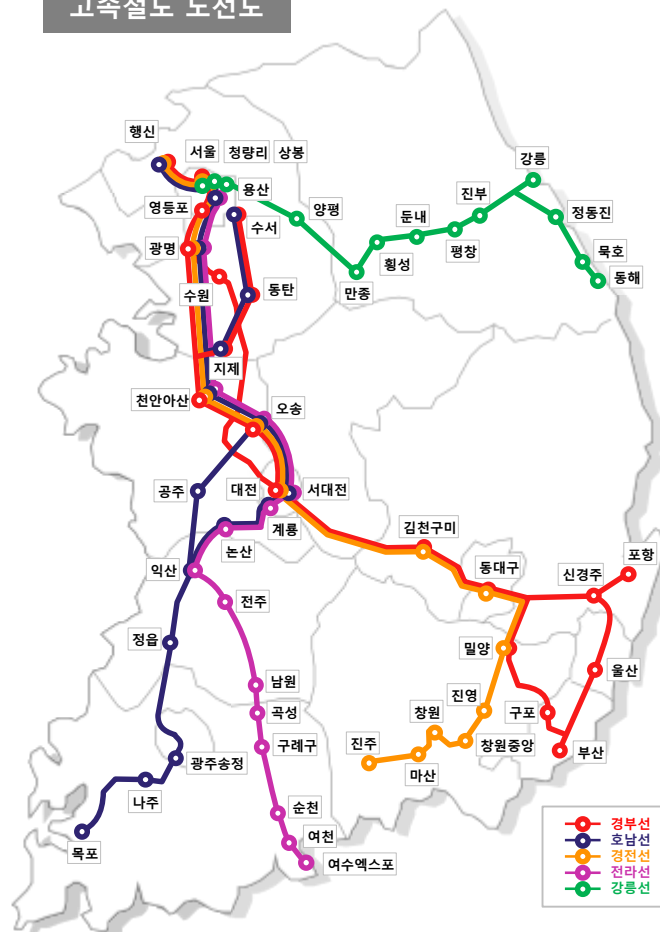 고속철도 노선도
행신
서울
청량리
상봉
용산
영등포
수서
광명
수원
동탄
지제
천안아산
오송
양평
만종
횡성
둔내
평창
진부
강릉
정동진
묵호
동해
공주
대전
서대전
계룡
논산
익산
전주
정읍
남원
곡성
구례구
광주송정
나주
목포
순천
여천
여수엑스포
김천구미
동대구
신경주
포항
밀양
울산
진영
구포
창원
창원중앙
부산
진주
마산
경부선
호남선
경전선
전라선
강릉선